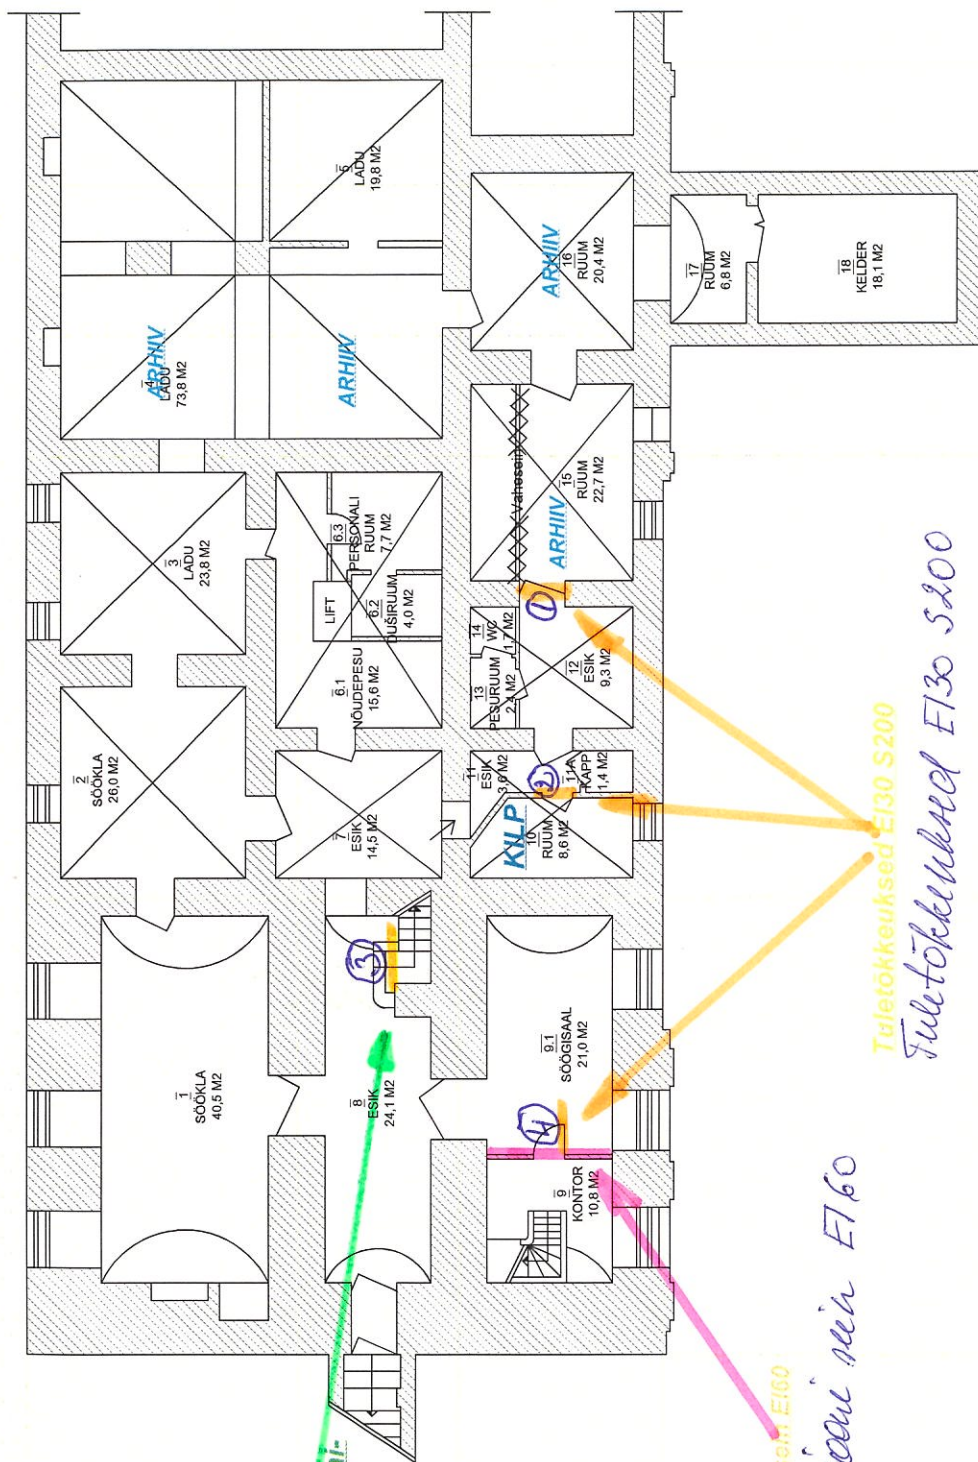 1
SÖÖKLA
40,5 M2
2
SÖÖKLA
26,0 M2
3
LADU
23,8 M2
4
LADU
73,8 M2
ARHIIV
ARHIIV
5
LADU
19,8 M2
6.1
NÕUDEPESU
15,6 M2
LIFT
6.2
DUŠIRUUM
4,0 M2
6.3
PERSONALI
RUUM
7,7 M2
7
ESIK
14,5 M2
8
ESIK
24,1 M2
3
9
KONTOR
10,8 M2
4
9.1
SÖÖGISAAL
21,0 M2
KILP
10
RUUM
8,6 M2
11
ESIK
3,6 M2
2
11A
KAPP
1,4 M2
12
ESIK
9,3 M2
13
PESURUUM
2,4 M2
14
WC
1,7 M2
1
Vahesein
ARHIIV
15
RUUM
22,7 M2
ARHIIV
16
RUUM
20,4 M2
17
RUUM
6,8 M2
18
KELDER
18,1 M2
Tuletõkkeuksed EI30 S200
Tuletõkkeuksed EI30 S200
EI60
sein EI60